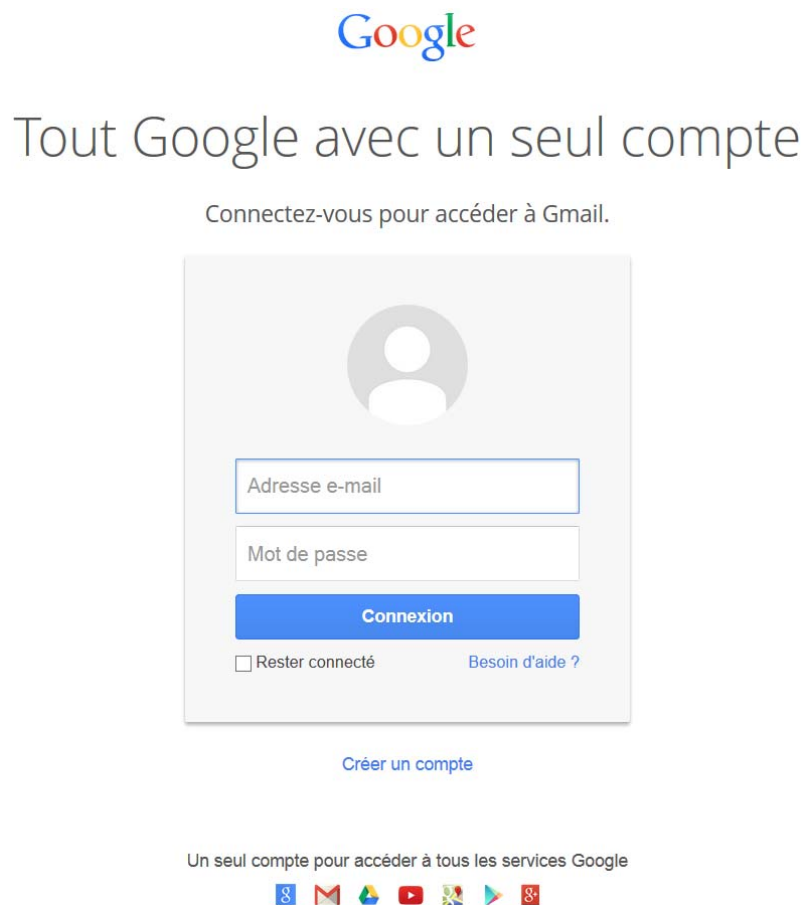 Google
Tout Google avec un seul compte
Connectez-vous pour accéder à Gmail.
Adresse e-mail
Mot de passe
Connexion
Rester connecté Besoin d'aide ?
Créer un compte
Un seul compte pour accéder à tous les services Google